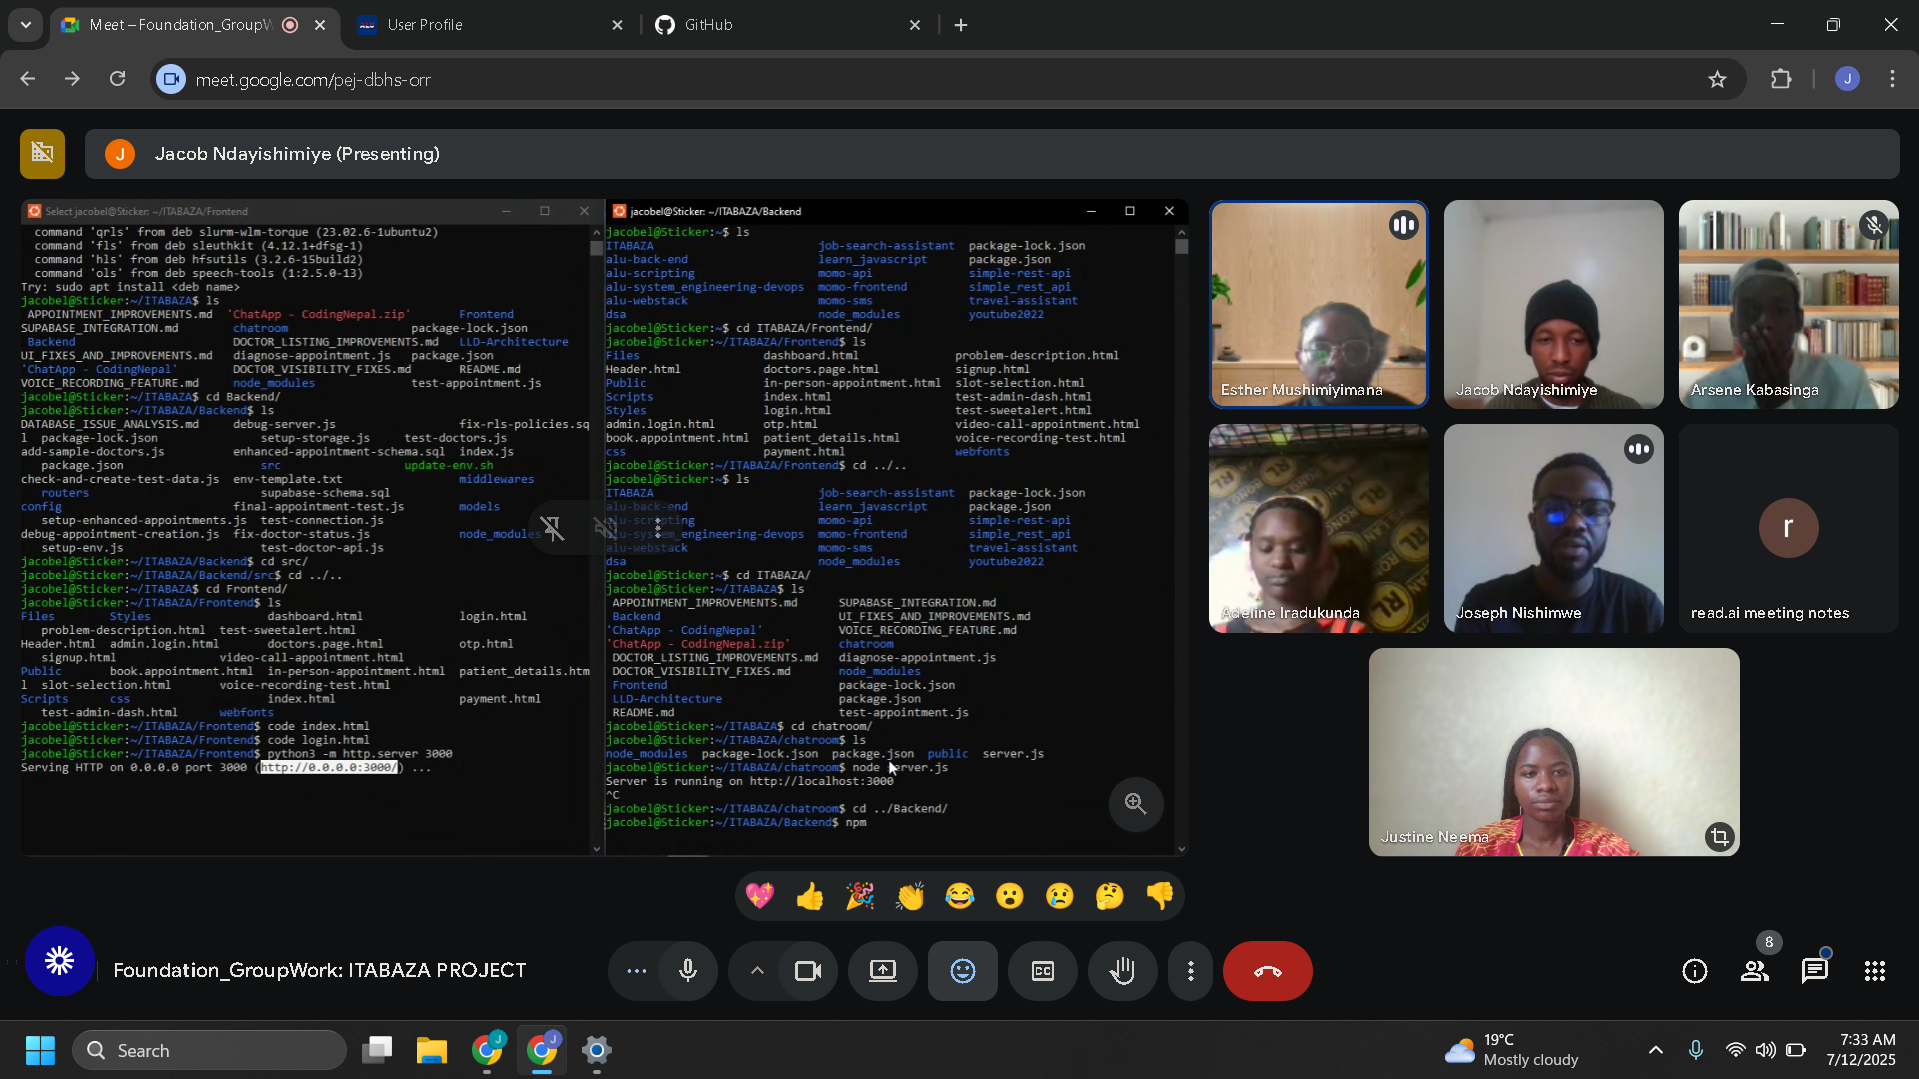 Meet – Foundation_GroupW
User Profile
GitHub
meet.google.com/pej-dbhs-orr
J
J
Jacob Ndayishimiye (Presenting)
Select jacobel@Sticker: ~/ITABAZA/Frontend
command 'qrls' from deb slurm-wlm-torque (23.02.6-1ubuntu2)
command 'fls' from deb sleuthkit (4.12.1+dfsg-1)
command 'hls' from deb hfsutils (3.2.6-15build2)
command 'ols' from deb speech-tools (1:2.5.0-13)
Try: sudo apt install <deb name>
jacobel@Sticker:~/ITABAZA$ ls
APPOINTMENT_IMPROVEMENTS.md 'ChatApp - CodingNepal.zip' Frontend
SUPABASE_INTEGRATION.md chatroom package-lock.json
Backend DOCTOR_LISTING_IMPROVEMENTS.md LLD-Architecture
UI_FIXES_AND_IMPROVEMENTS.md diagnose-appointment.js package.json
'ChatApp - CodingNepal' DOCTOR_VISIBILITY_FIXES.md README.md
VOICE_RECORDING_FEATURE.md node_modules test-appointment.js
jacobel@Sticker:~/ITABAZA$ cd Backend/
jacobel@Sticker:~/ITABAZA/Backend$ ls
DATABASE_ISSUE_ANALYSIS.md debug-server.js fix-rls-policies.sq
l package-lock.json setup-storage.js test-doctors.js
add-sample-doctors.js enhanced-appointment-schema.sql index.js
package.json src update-env.sh
check-and-create-test-data.js env-template.txt middlewares
routers supabase-schema.sql
config final-appointment-test.js models
setup-enhanced-appointments.js test-connection.js
debug-appointment-creation.js fix-doctor-status.js node_modules
setup-env.js test-doctor-api.js
jacobel@Sticker:~/ITABAZA/Backend$ cd src/
jacobel@Sticker:~/ITABAZA/Backend/src$ cd ../..
jacobel@Sticker:~/ITABAZA$ cd Frontend/
jacobel@Sticker:~/ITABAZA/Frontend$ ls
Files Styles dashboard.html login.html
problem-description.html test-sweetalert.html
Header.html admin.login.html doctors.page.html otp.html
signup.html video-call-appointment.html
Public book.appointment.html in-person-appointment.html patient_details.htm
l slot-selection.html voice-recording-test.html
Scripts css index.html payment.html
test-admin-dash.html webfonts
jacobel@Sticker:~/ITABAZA/Frontend$ code index.html
jacobel@Sticker:~/ITABAZA/Frontend$ code login.html
jacobel@Sticker:~/ITABAZA/Frontend$ python3 -m http.server 3000
Serving HTTP on 0.0.0.0 port 3000 (http://0.0.0.0:3000/) ...
jacobel@Sticker: ~/ITABAZA/Backend
jacobel@Sticker:~$ ls
ITABAZA job-search-assistant package-lock.json
alu-back-end learn_javascript package.json
alu-scripting momo-api simple-rest-api
alu-system_engineering-devops momo-frontend simple_rest_api
alu-webstack momo-sms travel-assistant
dsa node_modules youtube2022
jacobel@Sticker:~$ cd ITABAZA/Frontend/
jacobel@Sticker:~/ITABAZA/Frontend$ ls
Files dashboard.html problem-description.html
Header.html doctors.page.html signup.html
Public in-person-appointment.html slot-selection.html
Scripts index.html test-admin-dash.html
Styles login.html test-sweetalert.html
admin.login.html otp.html video-call-appointment.html
book.appointment.html patient_details.html voice-recording-test.html
css payment.html webfonts
jacobel@Sticker:~/ITABAZA/Frontend$ cd ../..
jacobel@Sticker:~$ ls
ITABAZA job-search-assistant package-lock.json
alu-back-end learn_javascript package.json
alu-scripting momo-api simple-rest-api
alu-system_engineering-devops momo-frontend simple_rest_api
alu-webstack momo-sms travel-assistant
dsa node_modules youtube2022
jacobel@Sticker:~$ cd ITABAZA/
jacobel@Sticker:~/ITABAZA$ ls
APPOINTMENT_IMPROVEMENTS.md SUPABASE_INTEGRATION.md
Backend UI_FIXES_AND_IMPROVEMENTS.md
'ChatApp - CodingNepal' VOICE_RECORDING_FEATURE.md
'ChatApp - CodingNepal.zip' chatroom
DOCTOR_LISTING_IMPROVEMENTS.md diagnose-appointment.js
DOCTOR_VISIBILITY_FIXES.md node_modules
Frontend package-lock.json
LLD-Architecture package.json
README.md test-appointment.js
jacobel@Sticker:~/ITABAZA$ cd chatroom/
jacobel@Sticker:~/ITABAZA/chatroom$ ls
node_modules package-lock.json package.json public server.js
jacobel@Sticker:~/ITABAZA/chatroom$ node server.js
Server is running on http://localhost:3000
^C
jacobel@Sticker:~/ITABAZA/chatroom$ cd ../Backend/
jacobel@Sticker:~/ITABAZA/Backend$ npm
Esther Mushimiyimana
Jacob Ndayishimiye
Arsene Kabasinga
Adeline Iradukunda
Joseph Nishimwe
r
read.ai meeting notes
Justine Neema
Foundation_GroupWork: ITABAZA PROJECT
CC
8
Search
19°C
Mostly cloudy
7:33 AM
7/12/2025